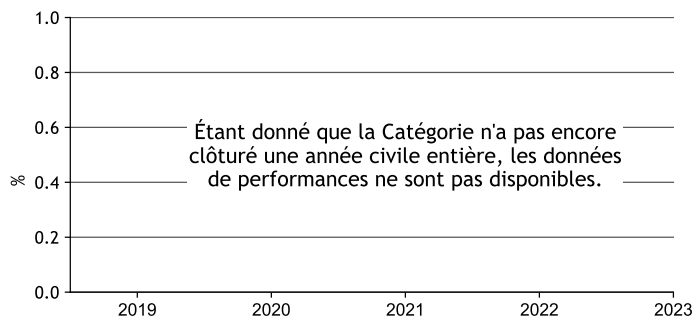 1.0
0.8
0.6
Étant donné que la Catégorie n'a pas encore
clôturé une année civile entière, les données
de performances ne sont pas disponibles.
%
0.4
0.2
0.0
2019 2020 2021 2022 2023